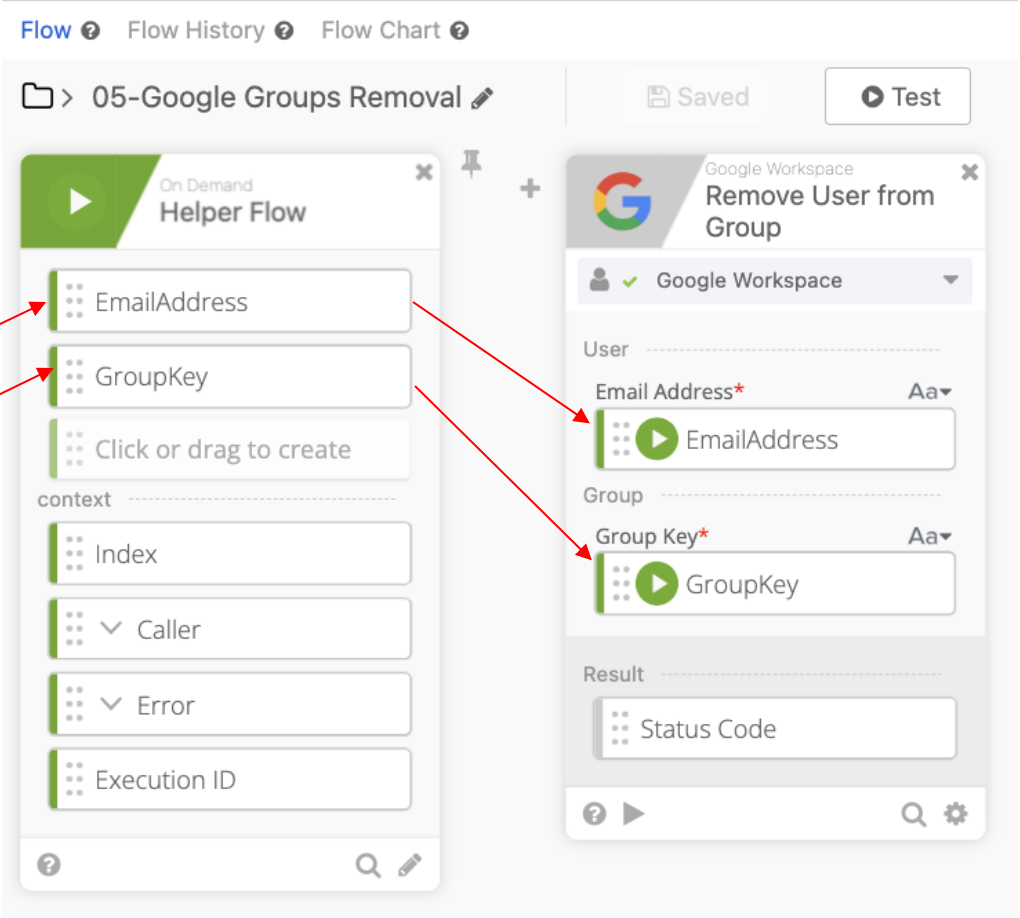 Flow Flow History Flow Chart
05-Google Groups Removal Saved Test
On Demand
Helper Flow
EmailAddress
GroupKey
Click or drag to create
context
Index
Caller
Error
Execution ID
Google Workspace
Remove User from
Group
Google Workspace
User
Email Address* Aa
EmailAddress
Group
Group Key* Aa
GroupKey
Result
Status Code